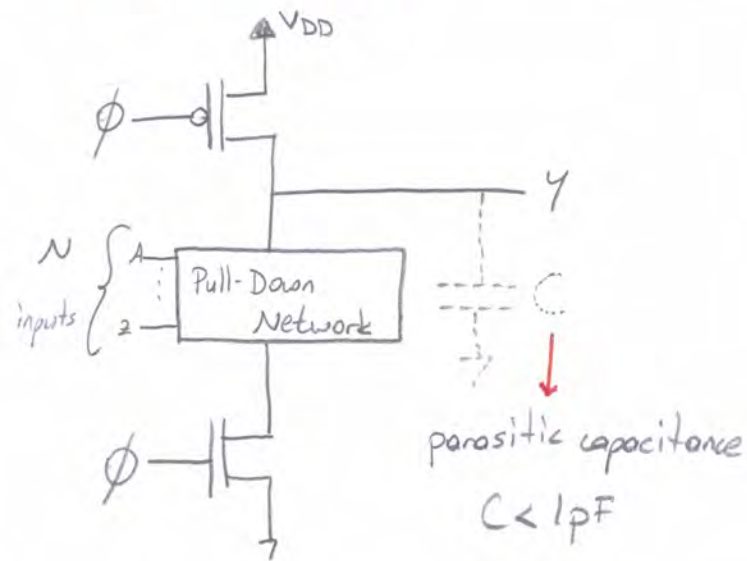 VDD
ϕ
Y
N
inputs
A
Pull-Down
Network
2
C
ϕ
parasitic capacitance
C < 1pF